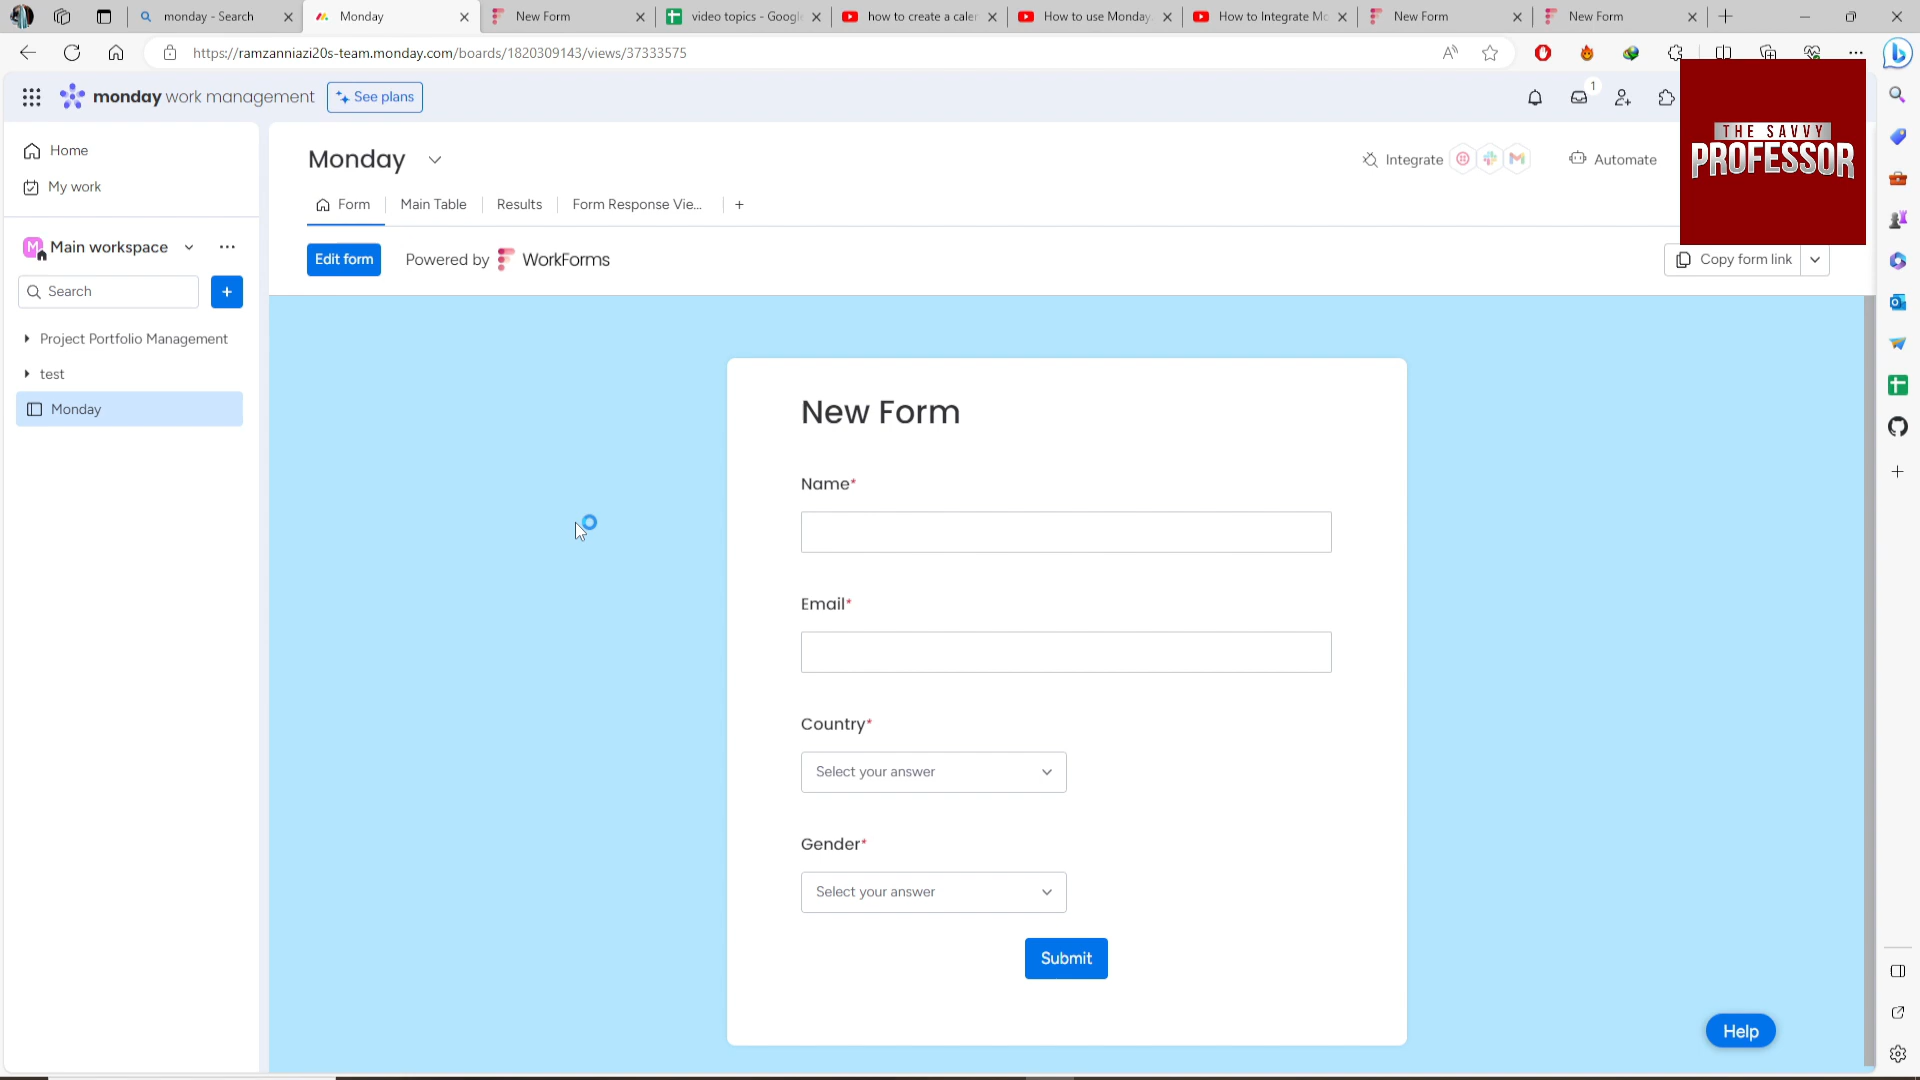 monday - Search
Monday
New Form
video topics - Googl
how to create a caler
How to use Monday.
How to Integrate Mo
New Form
New Form
https://ramzanniazi20s-team.monday.com/boards/1820309143/views/37333575
monday work management
See plans
1
THE SAVVY
PROFESSOR
Home
My work
Monday
Integrate
Automate
Form
Main Table
Results
Form Response Vie...
+
M
Main workspace
Edit form
Powered by
WorkForms
Copy form link
Search
+
Project Portfolio Management
test
Monday
New Form
Name*
Email*
Country*
Select your answer
Gender*
Select your answer
Submit
Help